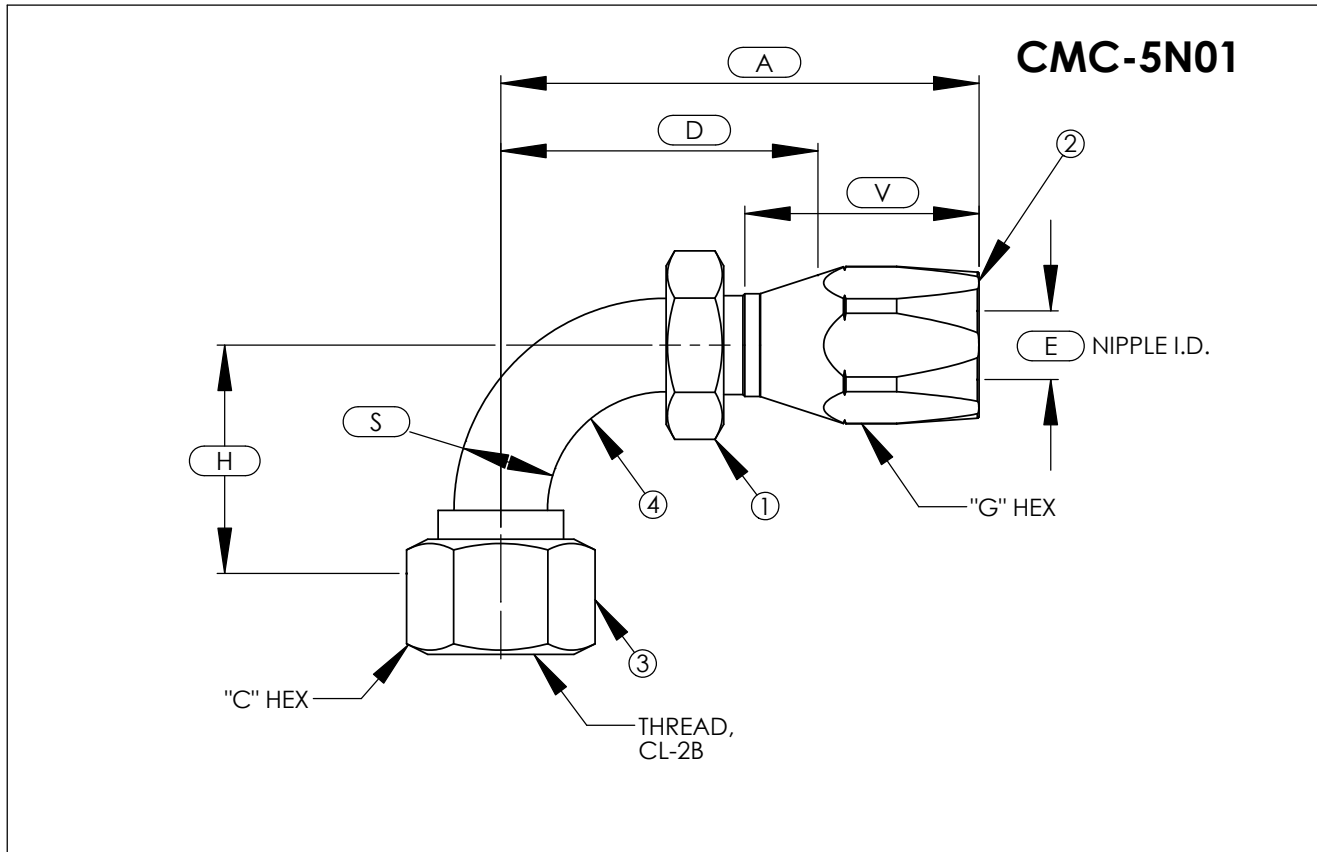 CMC-5N01
A
D
2
V
E NIPPLE I.D.
S
H
4
1
"G" HEX
3
"C" HEX
THREAD,
CL-2B